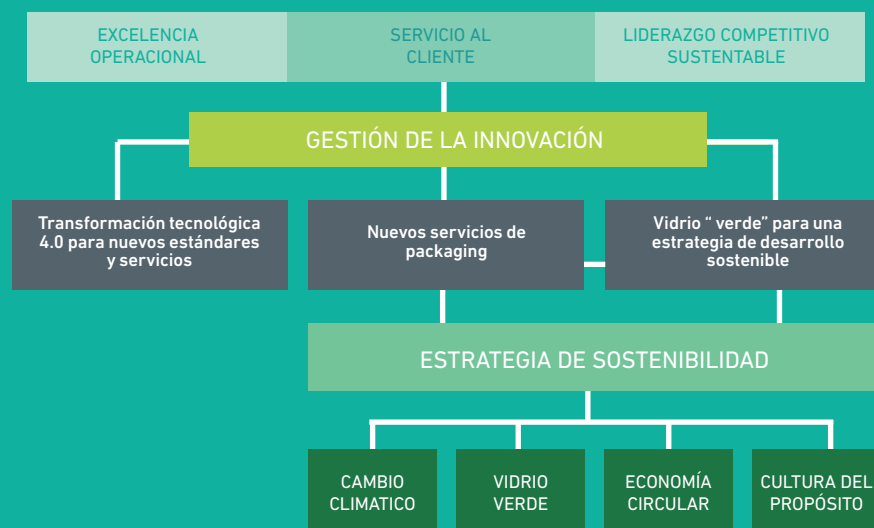 EXCELENCIA
OPERACIONAL
SERVICIO AL
CLIENTE
LIDERAZGO COMPETITIVO
SUSTENTABLE
GESTIÓN DE LA INNOVACIÓN
Transformación tecnológica
4.0 para nuevos estándares
y servicios
Nuevos servicios de
packaging
Vidrio “ verde” para una
estrategia de desarrollo
sostenible
ESTRATEGIA DE SOSTENIBILIDAD
CAMBIO
CLIMATICO
VIDRIO
VERDE
ECONOMÍA
CIRCULAR
CULTURA DEL
PROPÓSITO